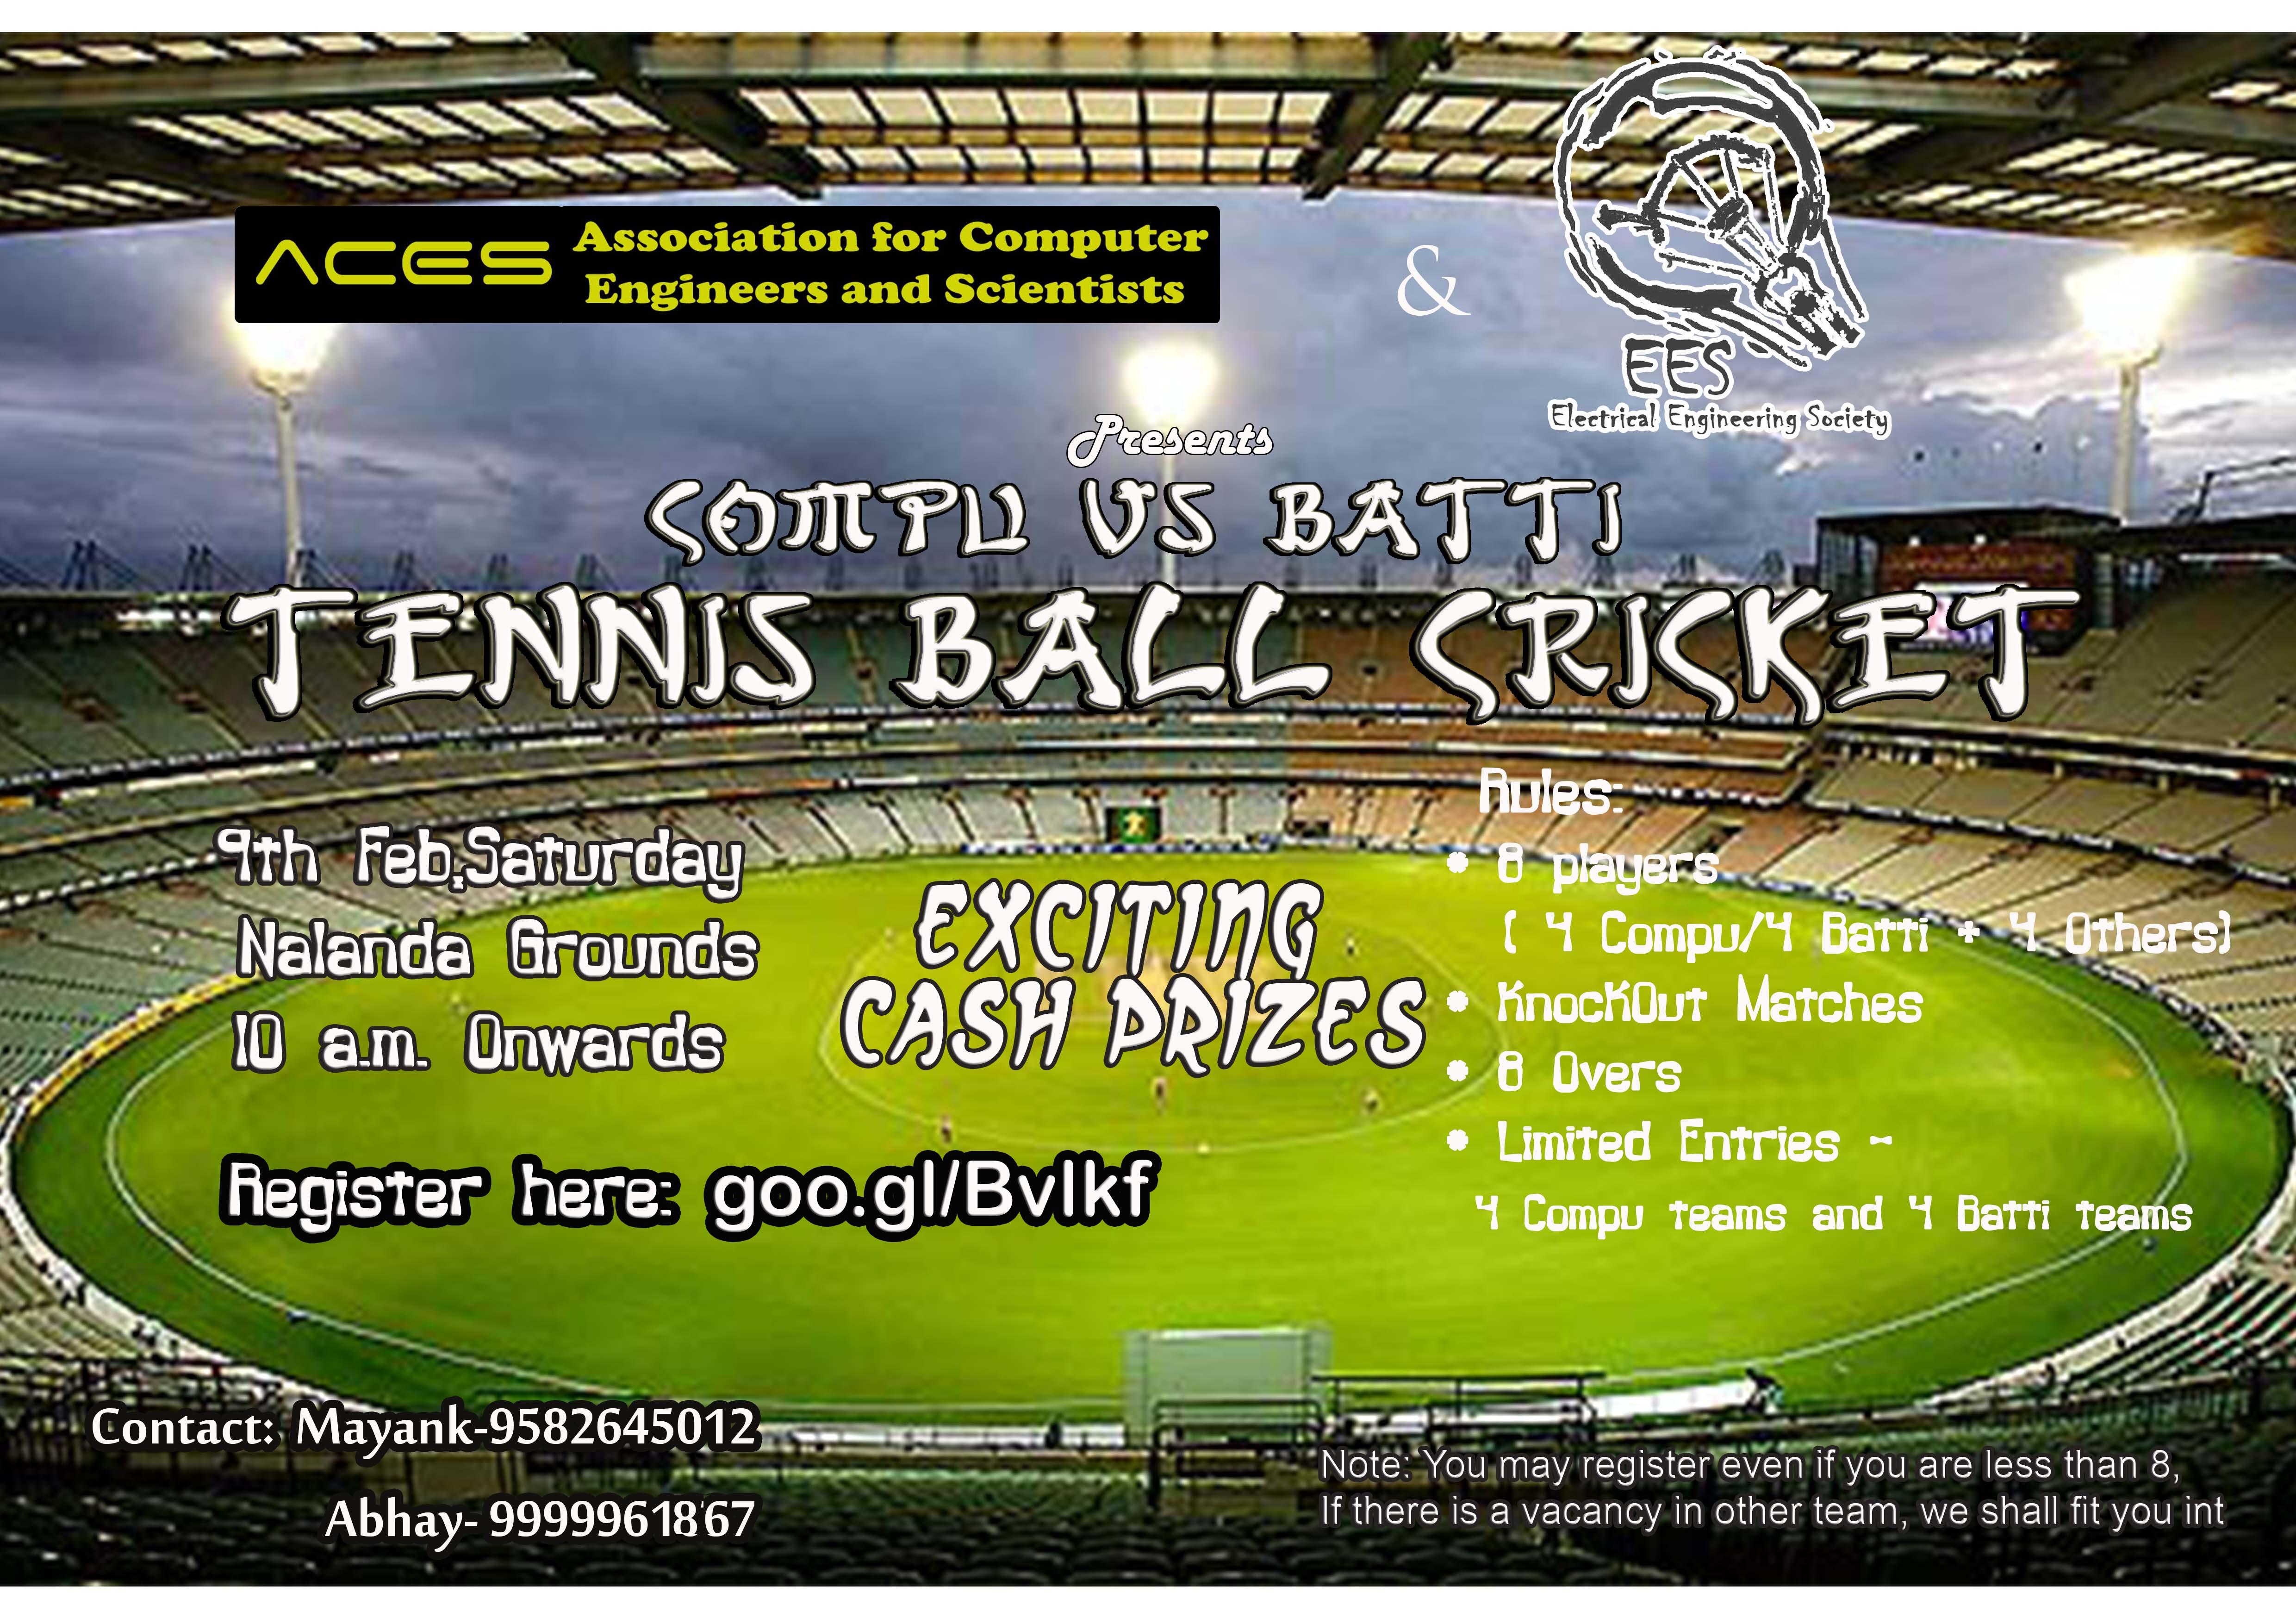 ACES Association for Computer
Engineers and Scientists
&
EES
Electrical Engineering Society
Presents
COMPU VS BATTI
TENNIS BALL CRICKET
9th Feb,Saturday
Nalanda Grounds
10 a.m. Onwards
EXCITING
CASH PRIZES
Rules:
• 8 players
( 4 Compu/4 Batti + 4 Others)
• KnockOut Matches
• 8 Overs
• Limited Entries -
4 Compu teams and 4 Batti teams
Register here: goo.gl/Bvlkf
Contact: Mayank-9582645012
Abhay- 9999961867
Note: You may register even if you are less than 8,
If there is a vacancy in other team, we shall fit you int